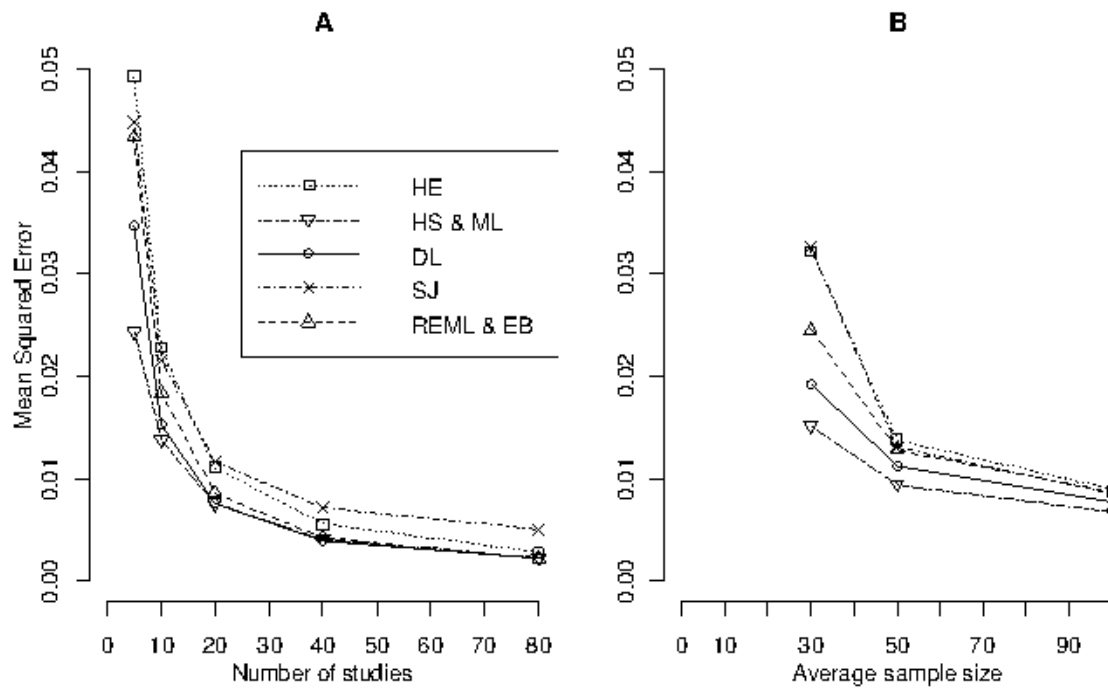 A
Mean Squared Error
0.05
0.04
0.03
0.02
0.01
0.00
HE
HS & ML
DL
SJ
REML & EB
0 10 20 30 40 50 60 70 80
Number of studies
B
0.05
0.04
0.03
0.02
0.01
0.00
0 10 30 50 70 90
Average sample size